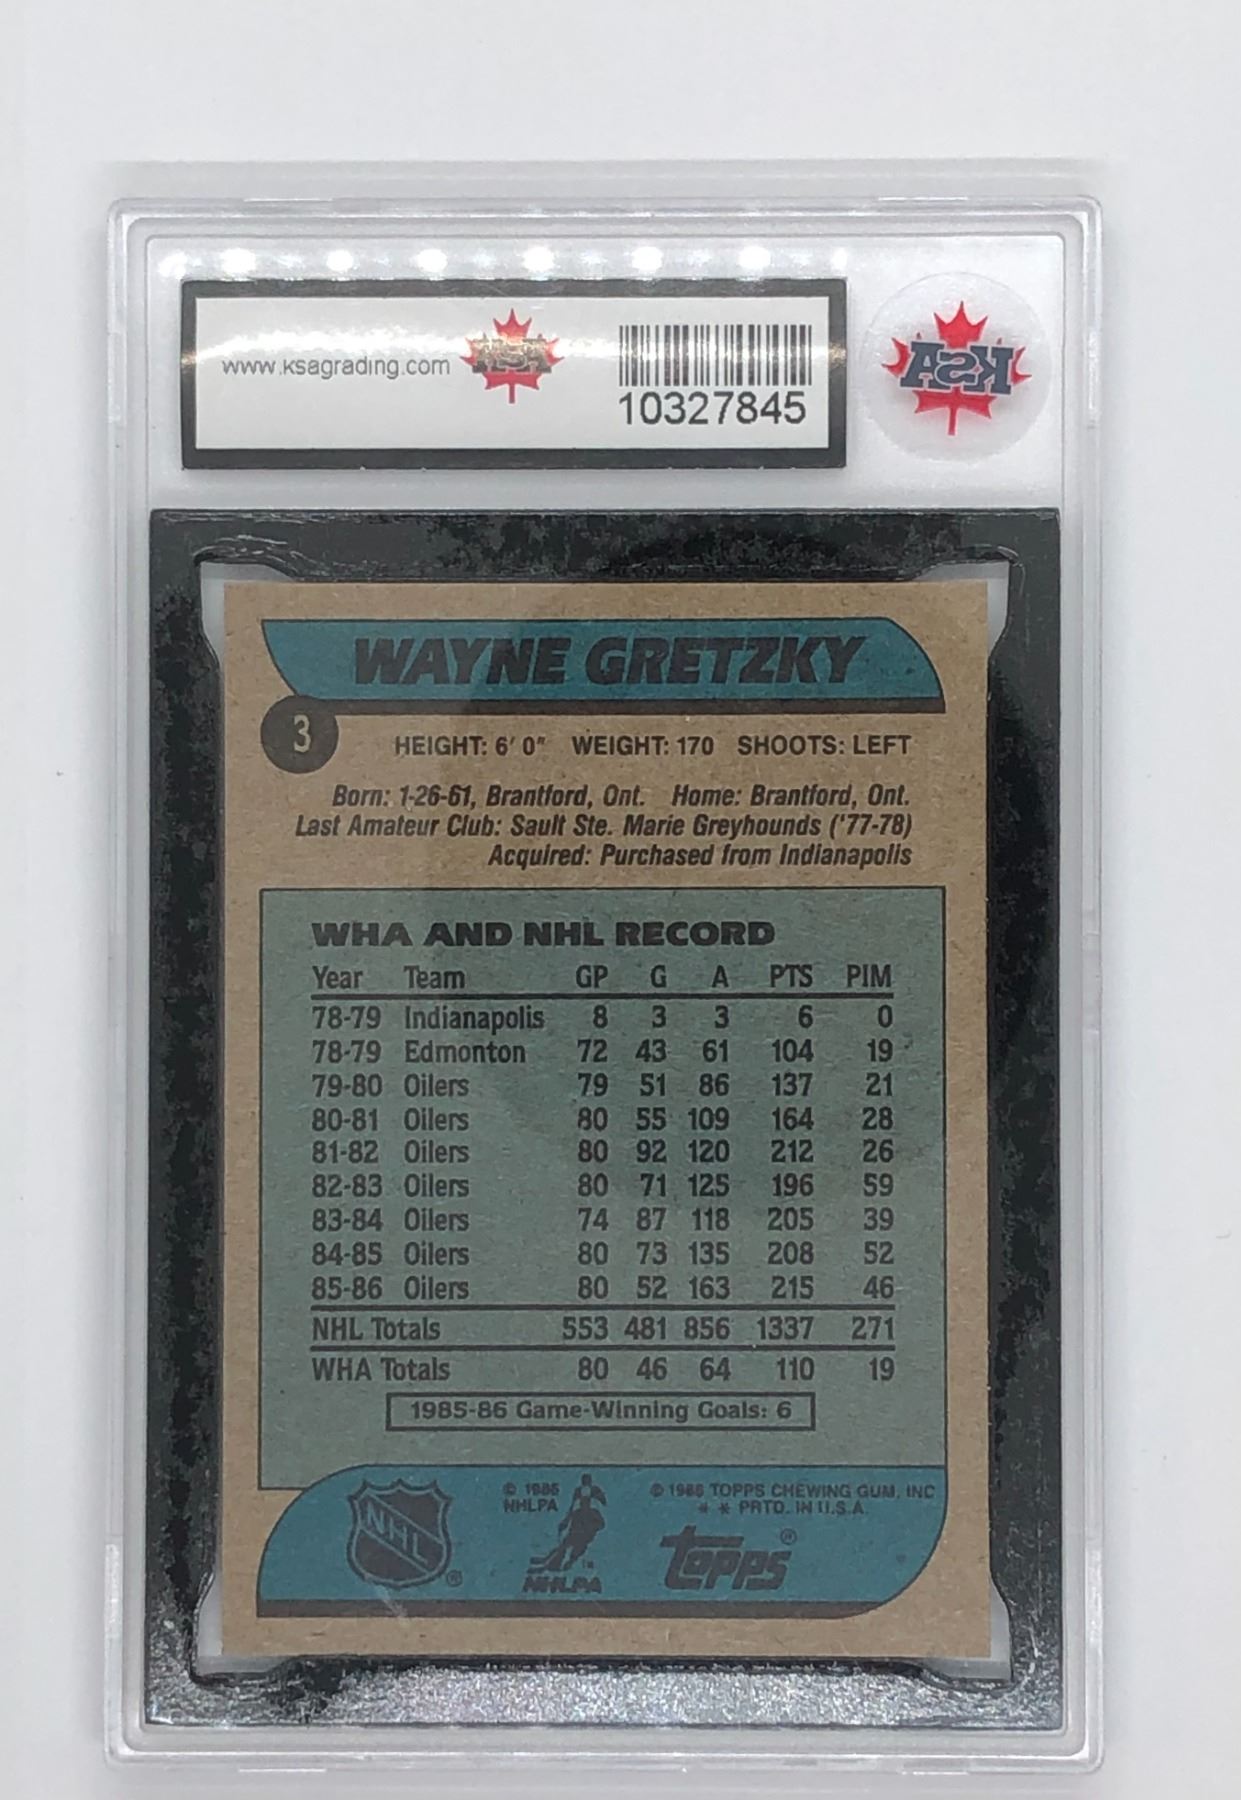 www.ksagrading.com KSA
10327845
KSA
WAYNE GRETZKY
3
HEIGHT: 6' 0" WEIGHT: 170 SHOOTS: LEFT
Born: 1-26-61, Brantford, Ont. Home: Brantford, Ont.
Last Amateur Club: Sault Ste. Marie Greyhounds ('77-78)
Acquired: Purchased from Indianapolis
WHA AND NHL RECORD
Year Team GP G A PTS PIM
78-79 Indianapolis 8 3 3 6 0
78-79 Edmonton 72 43 61 104 19
79-80 Oilers 79 51 86 137 21
80-81 Oilers 80 55 109 164 28
81-82 Oilers 80 92 120 212 26
82-83 Oilers 80 71 125 196 59
83-84 Oilers 74 87 118 205 39
84-85 Oilers 80 73 135 208 52
85-86 Oilers 80 52 163 215 46
NHL Totals 553 481 856 1337 271
WHA Totals 80 46 64 110 19
1985-86 Game-Winning Goals: 6
NHL ®
© 1986
NHLPA
TM
NHLPA
© 1986 TOPPS CHEWING GUM, INC
* * PRTD. IN U.S.A.
topps ®